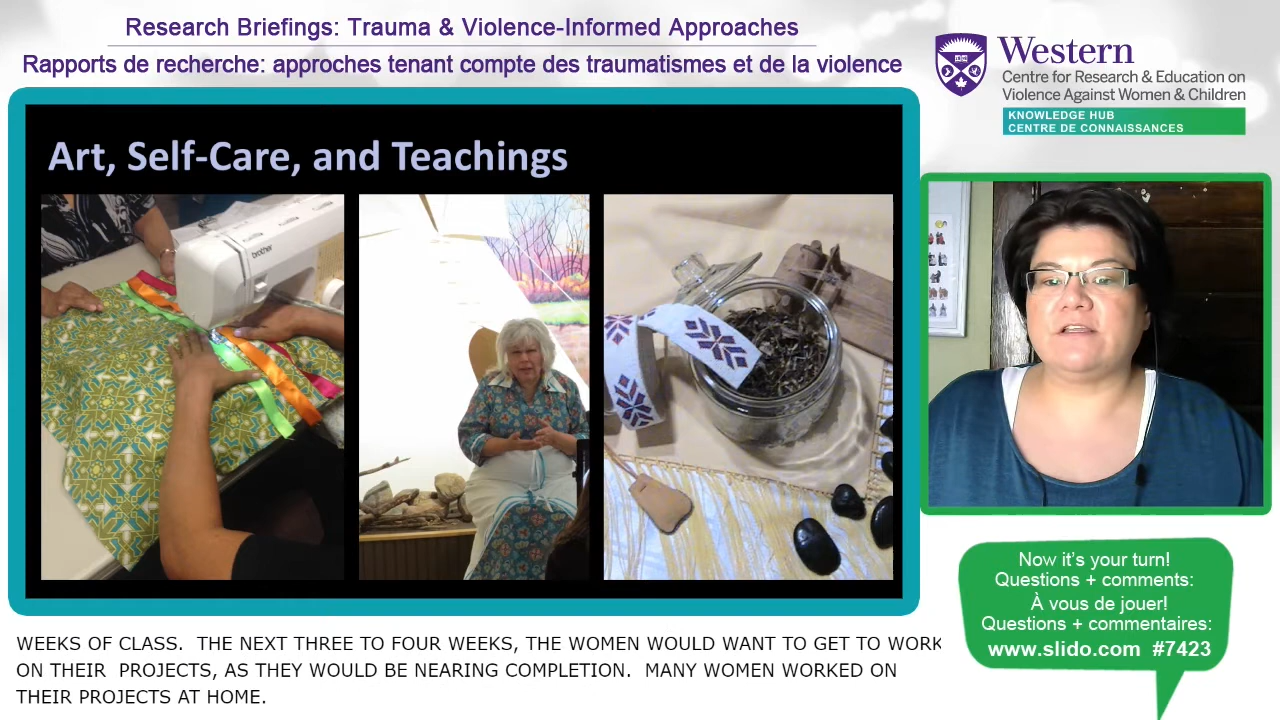 Research Briefings: Trauma & Violence-Informed Approaches
Rapports de recherche: approches tenant compte des traumatismes et de la violence
Western
Centre for Research & Education on
Violence Against Women & Children
KNOWLEDGE HUB
CENTRE DE CONNAISSANCES
Art, Self-Care, and Teachings
brother
WEEKS OF CLASS.  THE NEXT THREE TO FOUR WEEKS, THE WOMEN WOULD WANT TO GET TO WORK
ON THEIR  PROJECTS, AS THEY WOULD BE NEARING COMPLETION.  MANY WOMEN WORKED ON
THEIR PROJECTS AT HOME.
Now it's your turn!
Questions + comments:
À vous de jouer!
Questions + commentaires:
www.slido.com  #7423